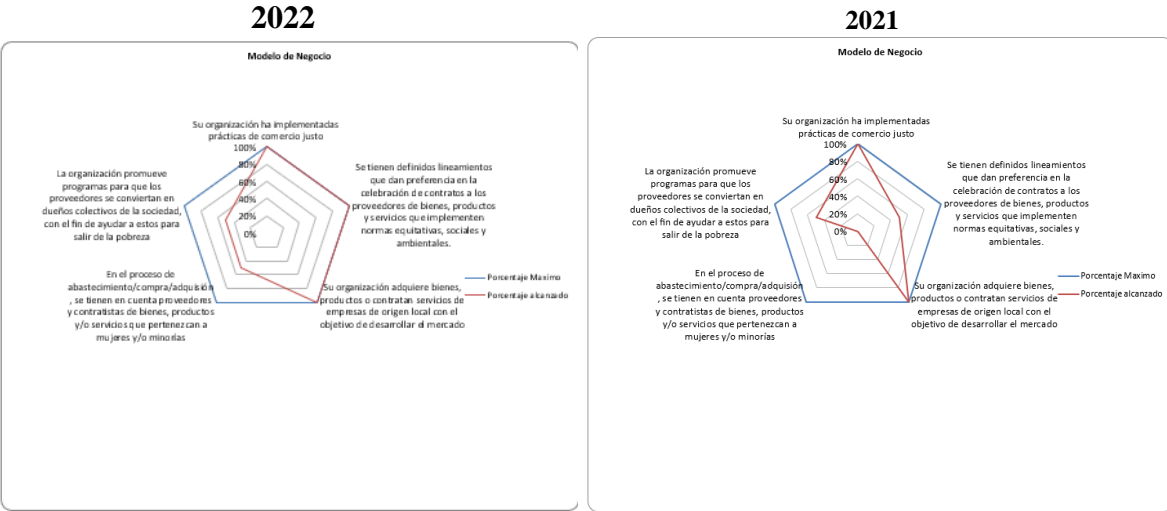 2022
Modelo de Negocio
Su organización ha implementadas
prácticas de comercio justo
100%
80%
60%
40%
20%
0%
Se tienen definidos lineamientos
que dan preferencia en la
celebración de contratos a los
proveedores de bienes, productos
y servicios que implementen
normas equitativas, sociales y
ambientales.
Su organización adquiere bienes,
productos o contratan servicios de
empresas de origen local con el
objetivo de desarrollar el mercado
En el proceso de
abastecimiento/compra/adquisión
, se tienen en cuenta proveedores
y contratistas de bienes, productos
y/o servicios que pertenezcan a
mujeres y/o minorías
La organización promueve
programas para que los
proveedores se conviertan en
dueños colectivos de la sociedad,
con el fin de ayudar a estos para
salir de la pobreza
Porcentaje Maximo
Porcentaje alcanzado
2021
Modelo de Negocio
Su organización ha implementadas
prácticas de comercio justo
100%
80%
60%
40%
20%
0%
Se tienen definidos lineamientos
que dan preferencia en la
celebración de contratos a los
proveedores de bienes, productos
y servicios que implementen
normas equitativas, sociales y
ambientales.
Su organización adquiere bienes,
productos o contratan servicios de
empresas de origen local con el
objetivo de desarrollar el mercado
En el proceso de
abastecimiento/compra/adquisión
, se tienen en cuenta proveedores
y contratistas de bienes, productos
y/o servicios que pertenezcan a
mujeres y/o minorías
La organización promueve
programas para que los
proveedores se conviertan en
dueños colectivos de la sociedad,
con el fin de ayudar a estos para
salir de la pobreza
Porcentaje Maximo
Porcentaje alcanzado